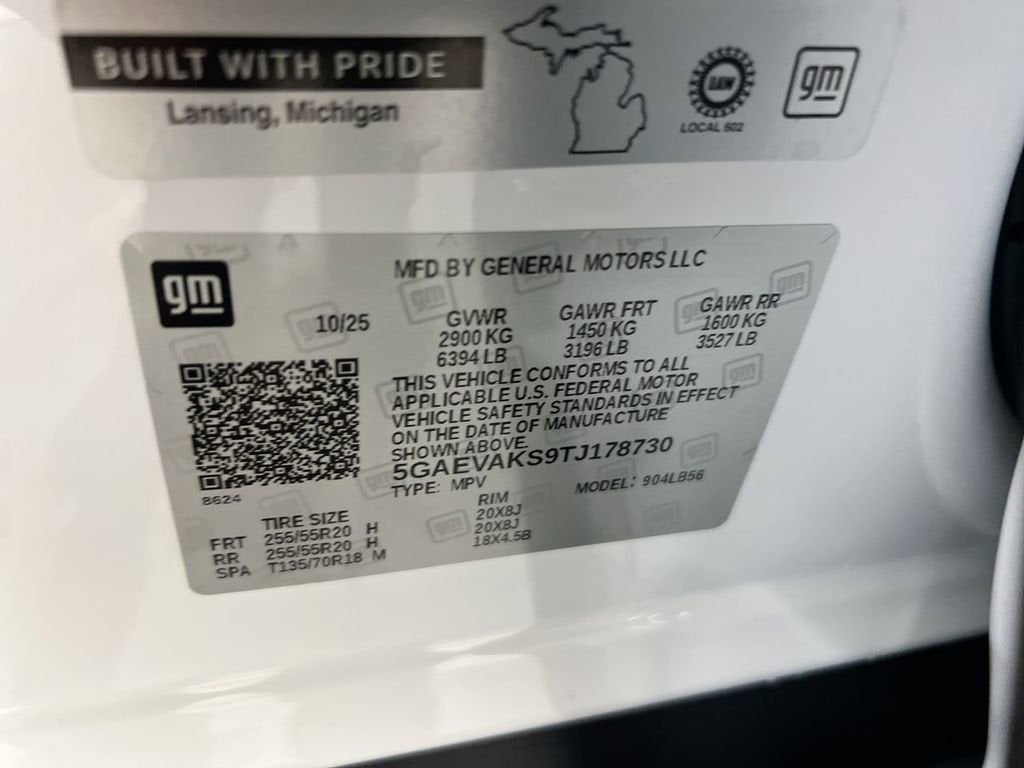 BUILT WITH PRIDE
Lansing, Michigan
UAW
LOCAL 602
gm
gm
MFD BY GENERAL MOTORS LLC
10/25
GVWR GAWR FRT GAWR RR
2900 KG 1450 KG 1600 KG
6394 LB 3196 LB 3527 LB
THIS VEHICLE CONFORMS TO ALL
APPLICABLE U.S. FEDERAL MOTOR
VEHICLE SAFETY STANDARDS IN EFFECT
ON THE DATE OF MANUFACTURE
SHOWN ABOVE.
5GAEVAKS9TJ178730
TYPE: MPV MODEL: 904LB56
8624
TIRE SIZE RIM
FRT 255/55R20 H 20X8J
RR 255/55R20 H 20X8J
SPA T135/70R18 M 18X4.5B